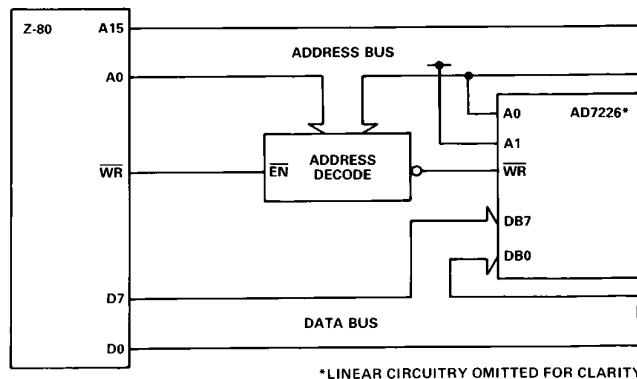 Z-80
A15
ADDRESS BUS
A0
A0
AD7226*
A1
WR
EN
ADDRESS
DECODE
WR
DB7
DB0
D7
DATA BUS
D0
*LINEAR CIRCUITRY OMITTED FOR CLARITY